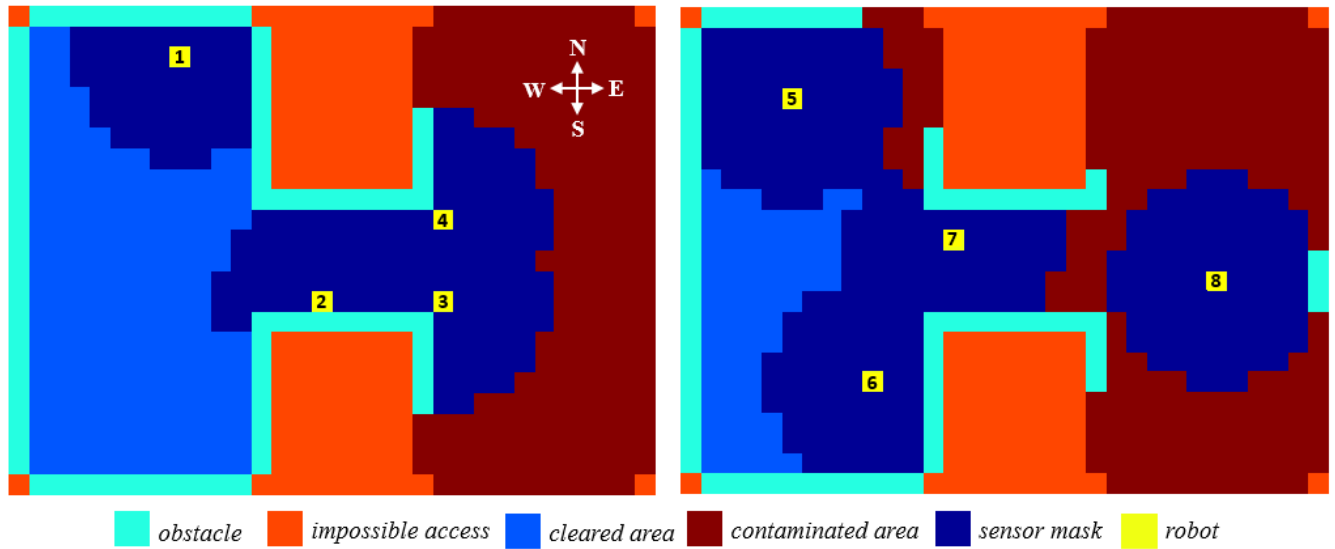 1
N
W E
S
4
2 3
5
7
8
6
obstacle impossible access cleared area contaminated area sensor mask robot